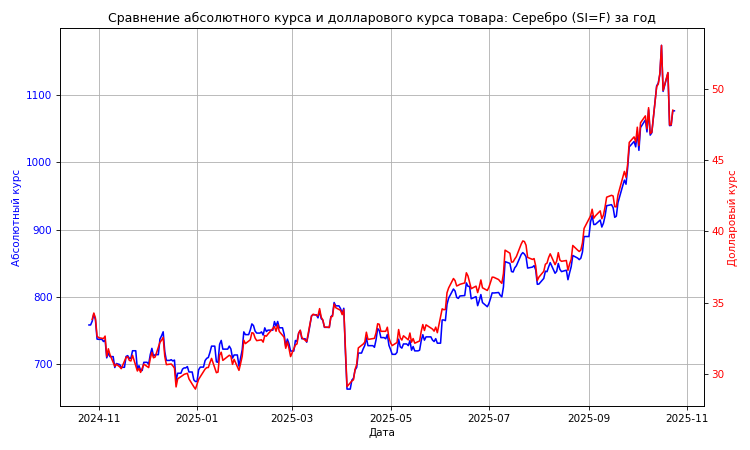 Сравнение абсолютного курса и долларового курса товара: Серебро (SI=F) за год
Абсолютный курс
1100
1000
900
800
700
50
45
40
35
30
Долларовый курс
2024-11 2025-01 2025-03 2025-05 2025-07 2025-09 2025-11
Дата